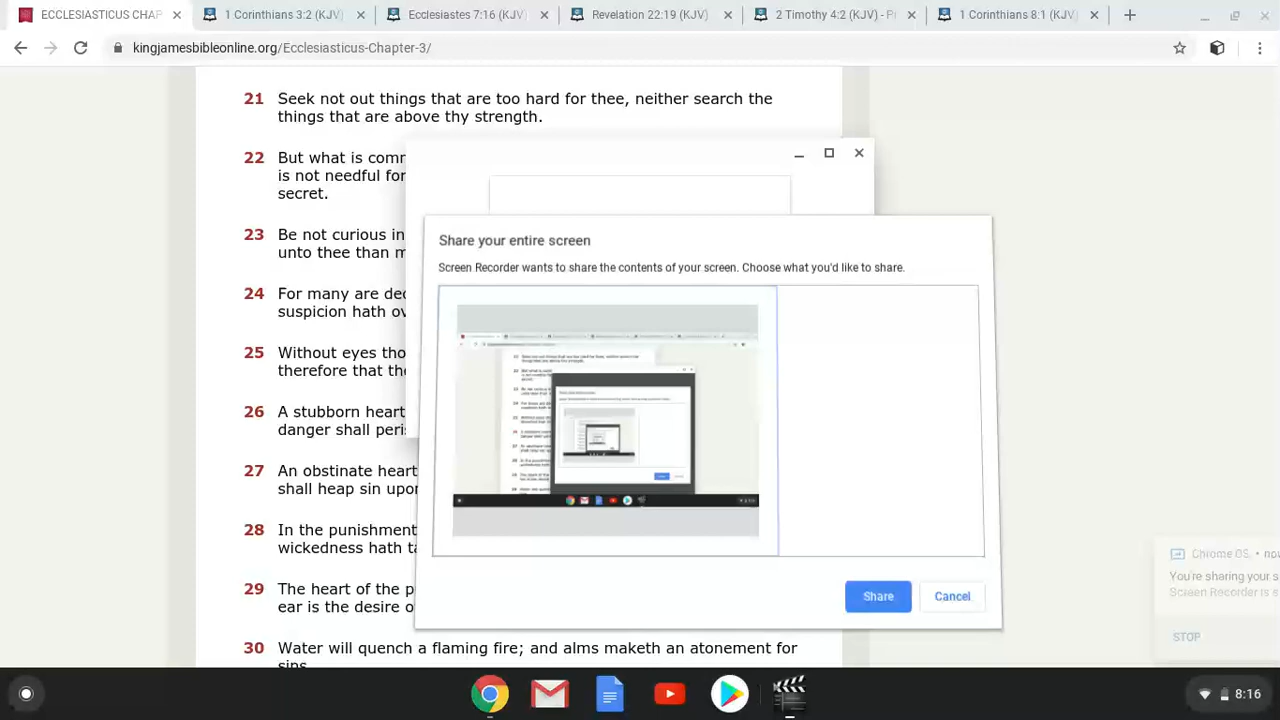 ECCLESIASTICUS CHAP
1 Corinthians 3:2 (KJV)
Ecclesiastes 7:16 (KJV)
Revelation 22:19 (KJV)
2 Timothy 4:2 (KJV) - Pr
1 Corinthians 8:1 (KJV)
kingjamesbibleonline.org/Ecclesiasticus-Chapter-3/
21 Seek not out things that are too hard for thee, neither search the
things that are above thy strength.
22 But what is comm
is not needful for
secret.
23 Be not curious in
unto thee than m
24 For many are dec
suspicion hath ov
25 Without eyes tho
therefore that the
26 A stubborn heart
danger shall peris
27 An obstinate heart
shall heap sin upon
28 In the punishment
wickedness hath ta
29 The heart of the p
ear is the desire o
30 Water will quench a flaming fire; and alms maketh an atonement for
sins.
Share your entire screen
Screen Recorder wants to share the contents of your screen. Choose what you'd like to share.
Share
Cancel
Chrome OS • now
You're sharing your s
Screen Recorder is s
STOP
8:16